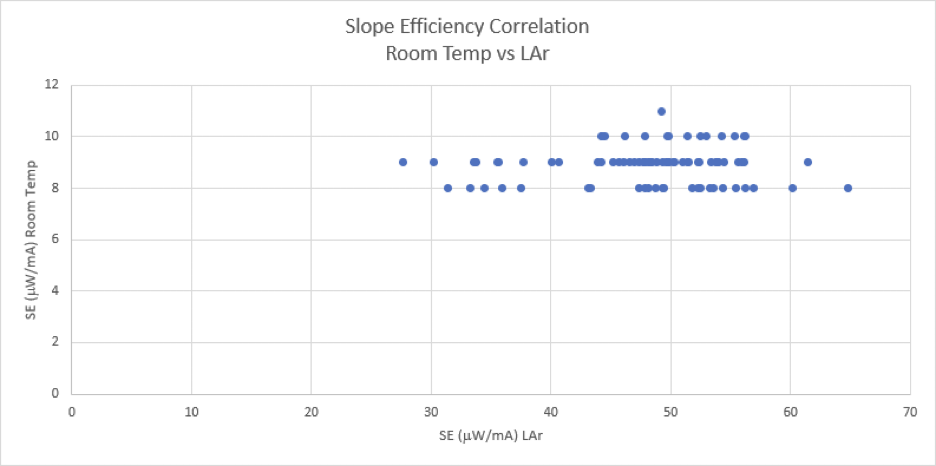 Slope Efficiency Correlation
Room Temp vs LAr
12
10
8
6
4
2
0
SE (μW/mA) Room Temp
0 10 20 30 40 50 60 70
SE (μW/mA) LAr